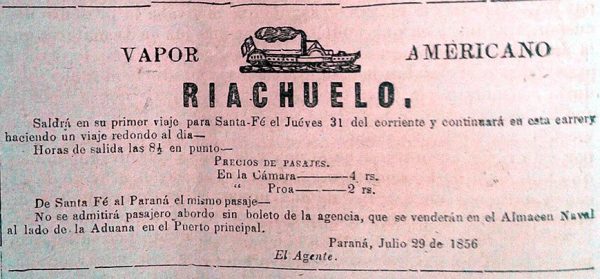 VAPOR AMERICANO
RIACHUELO.
Saldrá en su primer viaje para Santa-Fé el Juéves 31 del corriente y continuará en esta carrera
haciendo un viaje redondo al dia—
Horas de salida las 8½ en punto—
PRECIOS DE PASAJES.
En la Cámara———4 rs.
“ Proa———2 rs.
De Santa Fé al Paraná el mismo pasaje—
No se admitirá pasajero abordo sin boleto de la agencia, que se venderán en el Almacen Naval
al lado de la Aduana en el Puerto principal.
Paraná, Julio 29 de 1856
El Agente.